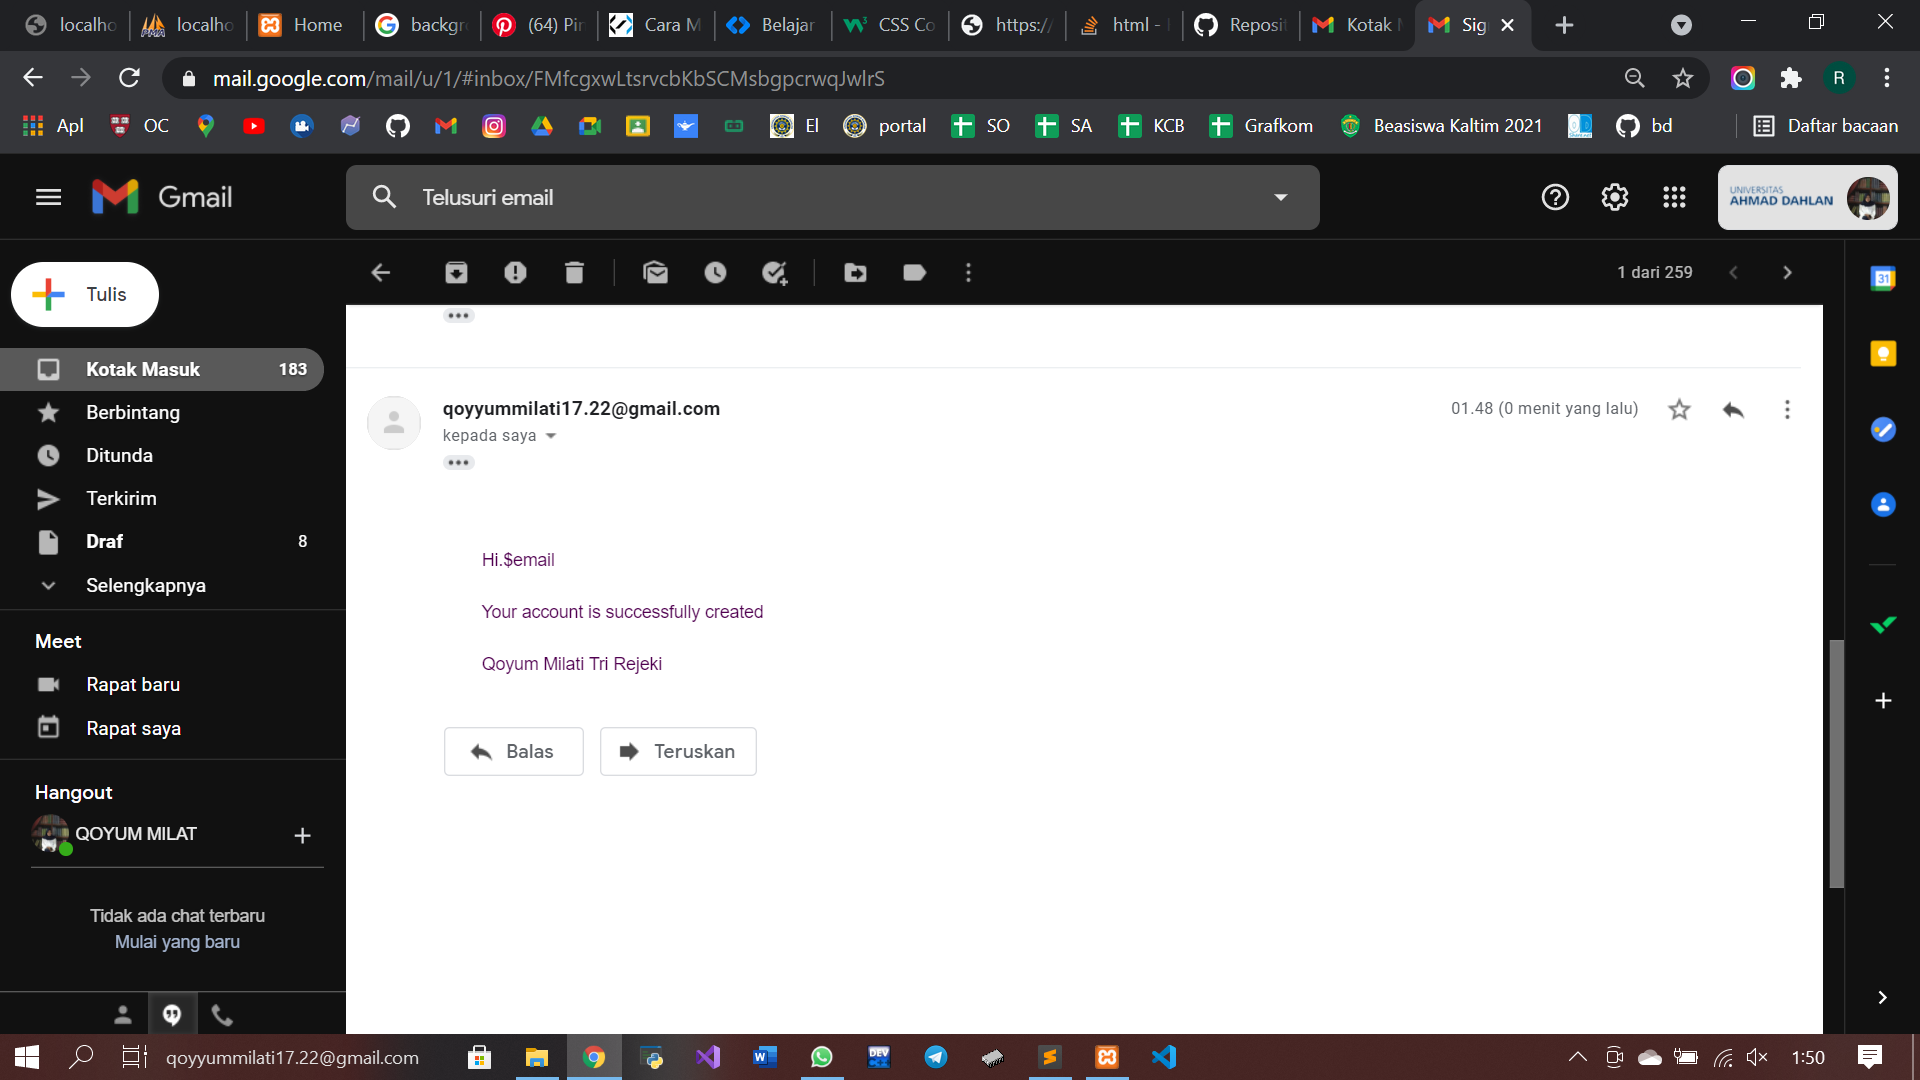 localho
localho
Home
backgr
(64) Pin
Cara M
Belajar
CSS Co
https:/
html -
Reposit
Kotak
Sig
mail.google.com/mail/u/1/#inbox/FMfcgxwLtsrvcbKbSCMsbgpcrwqJwlrS
R
Apl
OC
El
portal
SO
SA
KCB
Grafkom
Beasiswa Kaltim 2021
bd
Daftar bacaan
Gmail
Telusuri email
UNIVERSITAS
AHMAD DAHLAN
Tulis
1 dari 259
31
Kotak Masuk 183
Berbintang
Ditunda
Terkirim
Draf 8
Selengkapnya
Meet
Rapat baru
Rapat saya
Hangout
QOYUM MILAT
Tidak ada chat terbaru
Mulai yang baru
qoyyummilati17.22@gmail.com
01.48 (0 menit yang lalu)
kepada saya
Hi.$email
Your account is successfully created
Qoyum Milati Tri Rejeki
Balas
Teruskan
qoyyummilati17.22@gmail.com
DEV
1:50